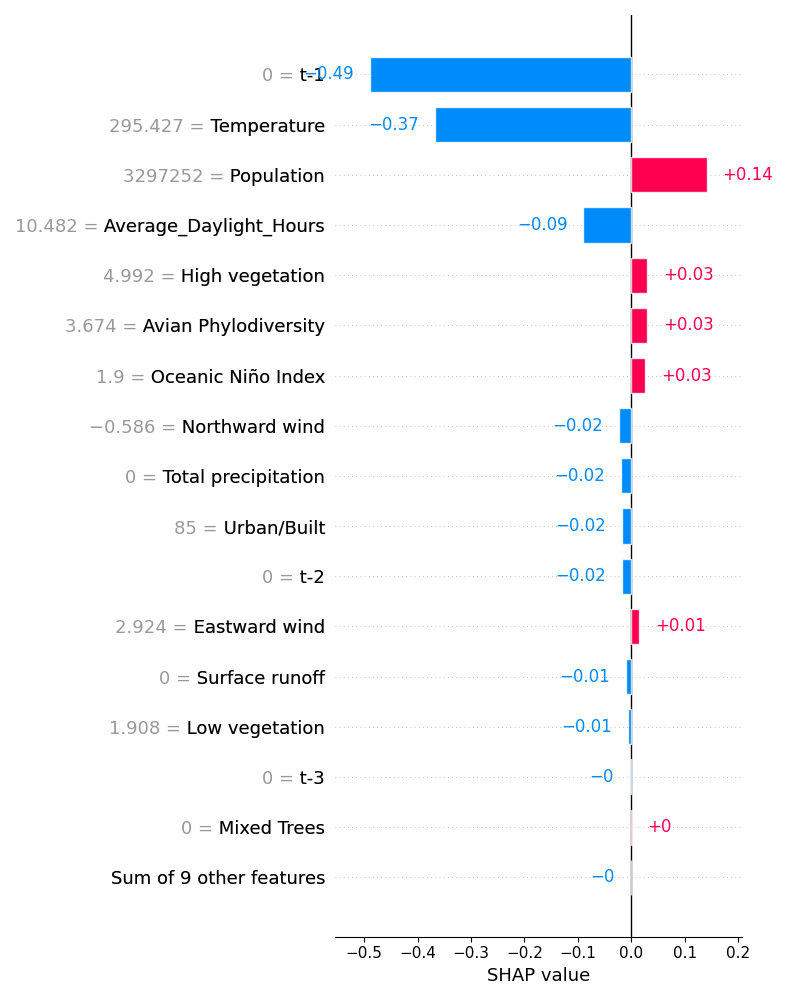 0 = t-1 −0.49
295.427 = Temperature −0.37
3297252 = Population +0.14
10.482 = Average_Daylight_Hours −0.09
4.992 = High vegetation +0.03
3.674 = Avian Phylodiversity +0.03
1.9 = Oceanic Niño Index +0.03
−0.586 = Northward wind −0.02
0 = Total precipitation −0.02
85 = Urban/Built −0.02
0 = t-2 −0.02
2.924 = Eastward wind +0.01
0 = Surface runoff −0.01
1.908 = Low vegetation −0.01
0 = t-3 −0
0 = Mixed Trees +0
Sum of 9 other features −0
−0.5 −0.4 −0.3 −0.2 −0.1 0.0 0.1 0.2
SHAP value